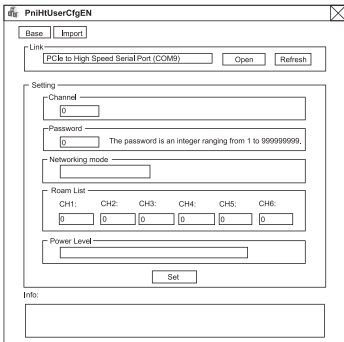 PniHtUserCfgEN
Base Import
Link
PCIe to High Speed Serial Port (COM9) Open Refresh
Setting
Channel
0
Password
0 The password is an integer ranging from 1 to 999999999.
Networking mode
Roam List
CH1: CH2: CH3: CH4: CH5: CH6:
0 0 0 0 0 0
Power Level
Set
Info: